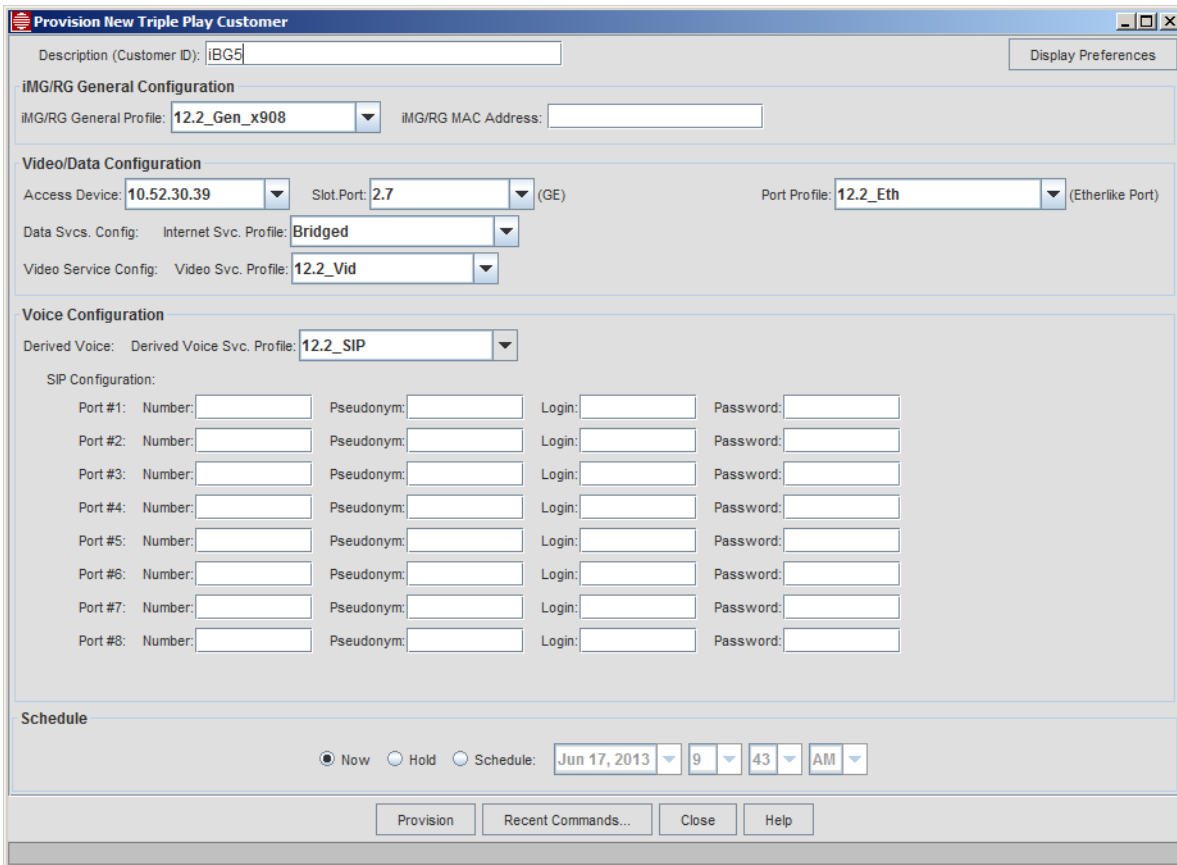 Provision New Triple Play Customer
Description (Customer ID): iBG5 Display Preferences
iMG/RG General Configuration
iMG/RG General Profile: 12.2_Gen_x908 iMG/RG MAC Address:
Video/Data Configuration
Access Device: 10.52.30.39 Slot.Port: 2.7 (GE) Port Profile: 12.2_Eth (Etherlike Port)
Data Svcs. Config: Internet Svc. Profile: Bridged
Video Service Config: Video Svc. Profile: 12.2_Vid
Voice Configuration
Derived Voice: Derived Voice Svc. Profile: 12.2_SIP
SIP Configuration:
Port #1: Number: Pseudonym: Login: Password:
Port #2: Number: Pseudonym: Login: Password:
Port #3: Number: Pseudonym: Login: Password:
Port #4: Number: Pseudonym: Login: Password:
Port #5: Number: Pseudonym: Login: Password:
Port #6: Number: Pseudonym: Login: Password:
Port #7: Number: Pseudonym: Login: Password:
Port #8: Number: Pseudonym: Login: Password:
Schedule
Now Hold Schedule: Jun 17, 2013 9 43 AM
Provision Recent Commands... Close Help